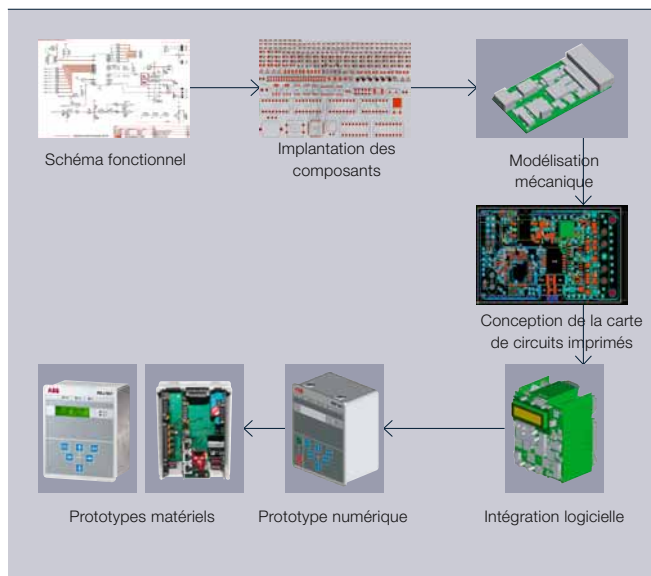 Schéma fonctionnel
Implantation des
composants
Modélisation
mécanique
Conception de la carte
de circuits imprimés
ABB
Prototypes matériels
Prototype numérique
Intégration logicielle